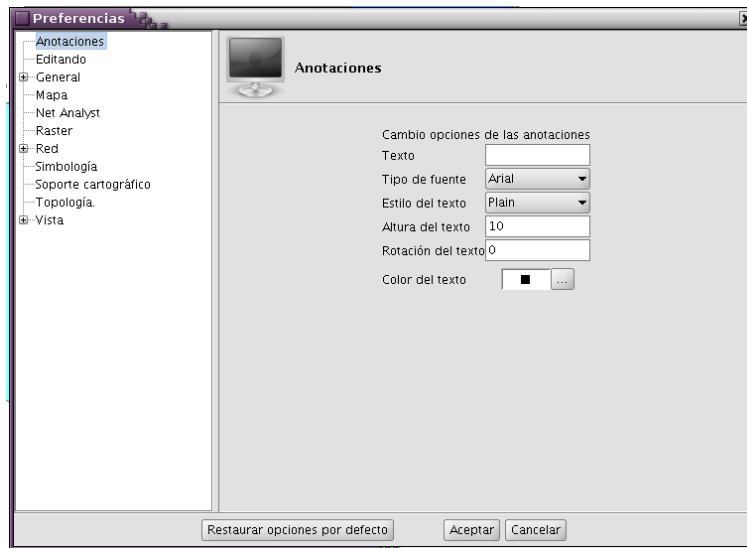 Preferencias
Anotaciones
Editando
General
Mapa
Net Analyst
Raster
Red
Simbología
Soporte cartográfico
Topología.
Vista
Anotaciones
Cambio opciones de las anotaciones
Texto
Tipo de fuente Arial
Estilo del texto Plain
Altura del texto 10
Rotación del texto 0
Color del texto ...
Restaurar opciones por defecto Aceptar Cancelar